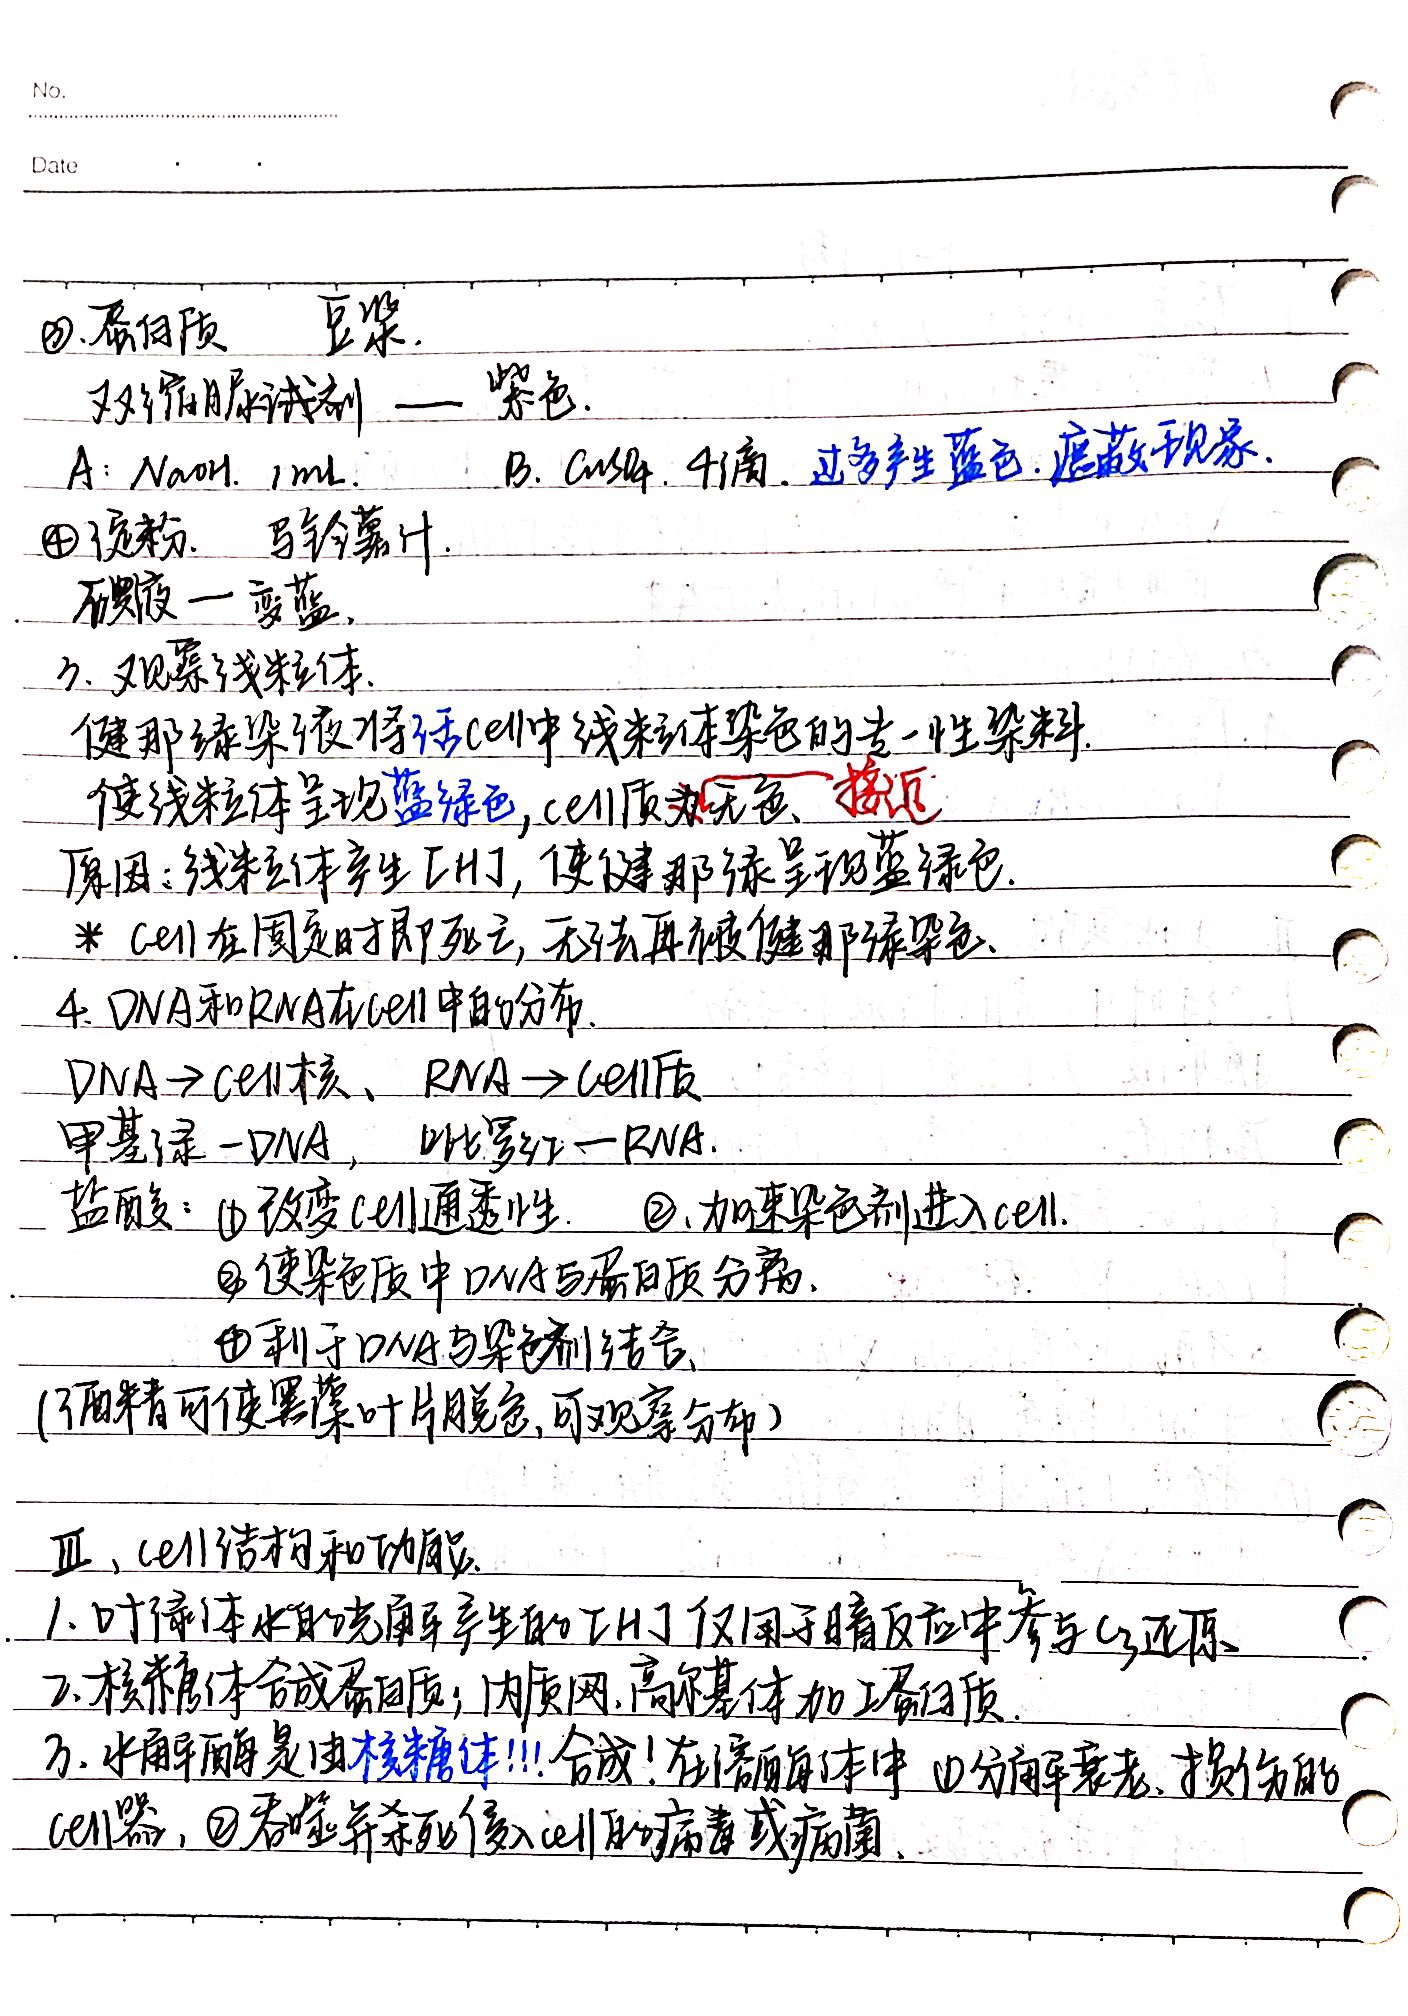 No.
Date
③.蛋白质 豆浆.
双缩脲试剂 — 紫色.
A: NaOH. 1mL. B. CuSO4. 4滴. 过多产生蓝色.遮蔽现象.
④淀粉. 马铃薯汁.
碘液一变蓝.
3. 观察线粒体.
健那绿染液将活cell中线粒体染色的专一性染料.
使线粒体呈现蓝绿色,cell质为无色、接近
原因:线粒体产生[H],使健那绿呈现蓝绿色.
* cell在固定时即死亡,无法再被健那绿染色、
4. DNA和RNA在cell中的分布.
DNA→cell核、 RNA→cell质
甲基绿-DNA, 吡罗红一RNA.
盐酸:①改变cell通透性. ②、加速染色剂进入cell.
③使染色质中DNA与蛋白质分离、
④利于DNA与染色剂结合、
(酒精可使黑藻叶片脱色,可观察分布)
Ⅲ、cell结构和功能、
1. 叶绿体水的光解产生的[H]仅用于暗反应中参与C3还原、
2. 核糖体合成蛋白质;内质网.高尔基体加工蛋白质.
3. 水解酶是由核糖体!!!合成!在溶酶体中 ①分解衰老、损伤的
cell器,②吞噬并杀死侵入cell的病毒或病菌、